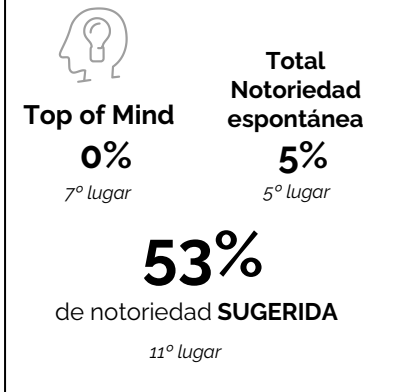 Top of Mind
0%
7º lugar
Total
Notoriedad
espontánea
5%
5º lugar
53%
de notoriedad SUGERIDA
11º lugar